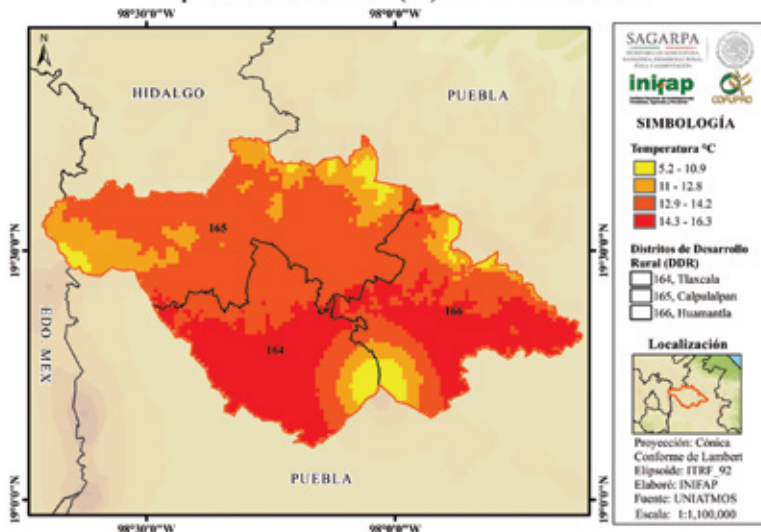 98°30'0"W
98°0'0"W
N
HIDALGO
PUEBLA
165
166
164
EDO. MEX
PUEBLA
19°30'0"N
19°30'0"N
19°0'0"N
19°0'0"N
98°30'0"W
98°0'0"W
SAGARPA
inifap
COFUPRO
SIMBOLOGÍA
Temperatura °C
5.2 - 10.9
11 - 12.8
12.9 - 14.2
14.3 - 16.3
Distritos de Desarrollo
Rural (DDR)
164, Tlaxcala
165, Calpulalpan
166, Huamantla
Localización
Proyección: Cónica
Conforme de Lambert
Elipsoide: ITRF_92
Elaboró: INIFAP
Fuente: UNIATMOS
Escala: 1:1,100,000